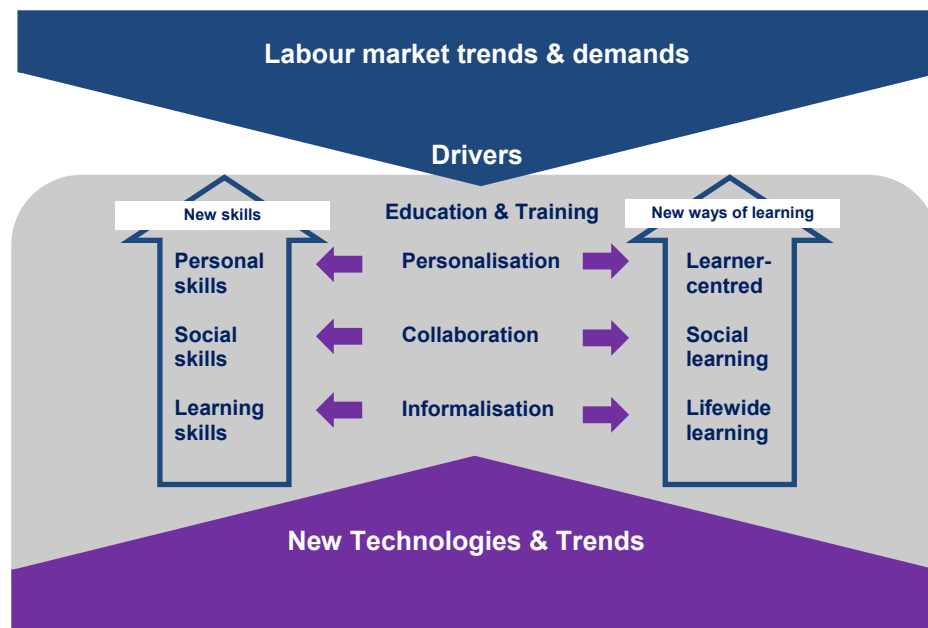 Labour market trends & demands
Drivers
New skills
Education & Training
New ways of learning
Personal
skills
Personalisation
Learner-
centred
Social
skills
Collaboration
Social
learning
Learning
skills
Informalisation
Lifewide
learning
New Technologies & Trends